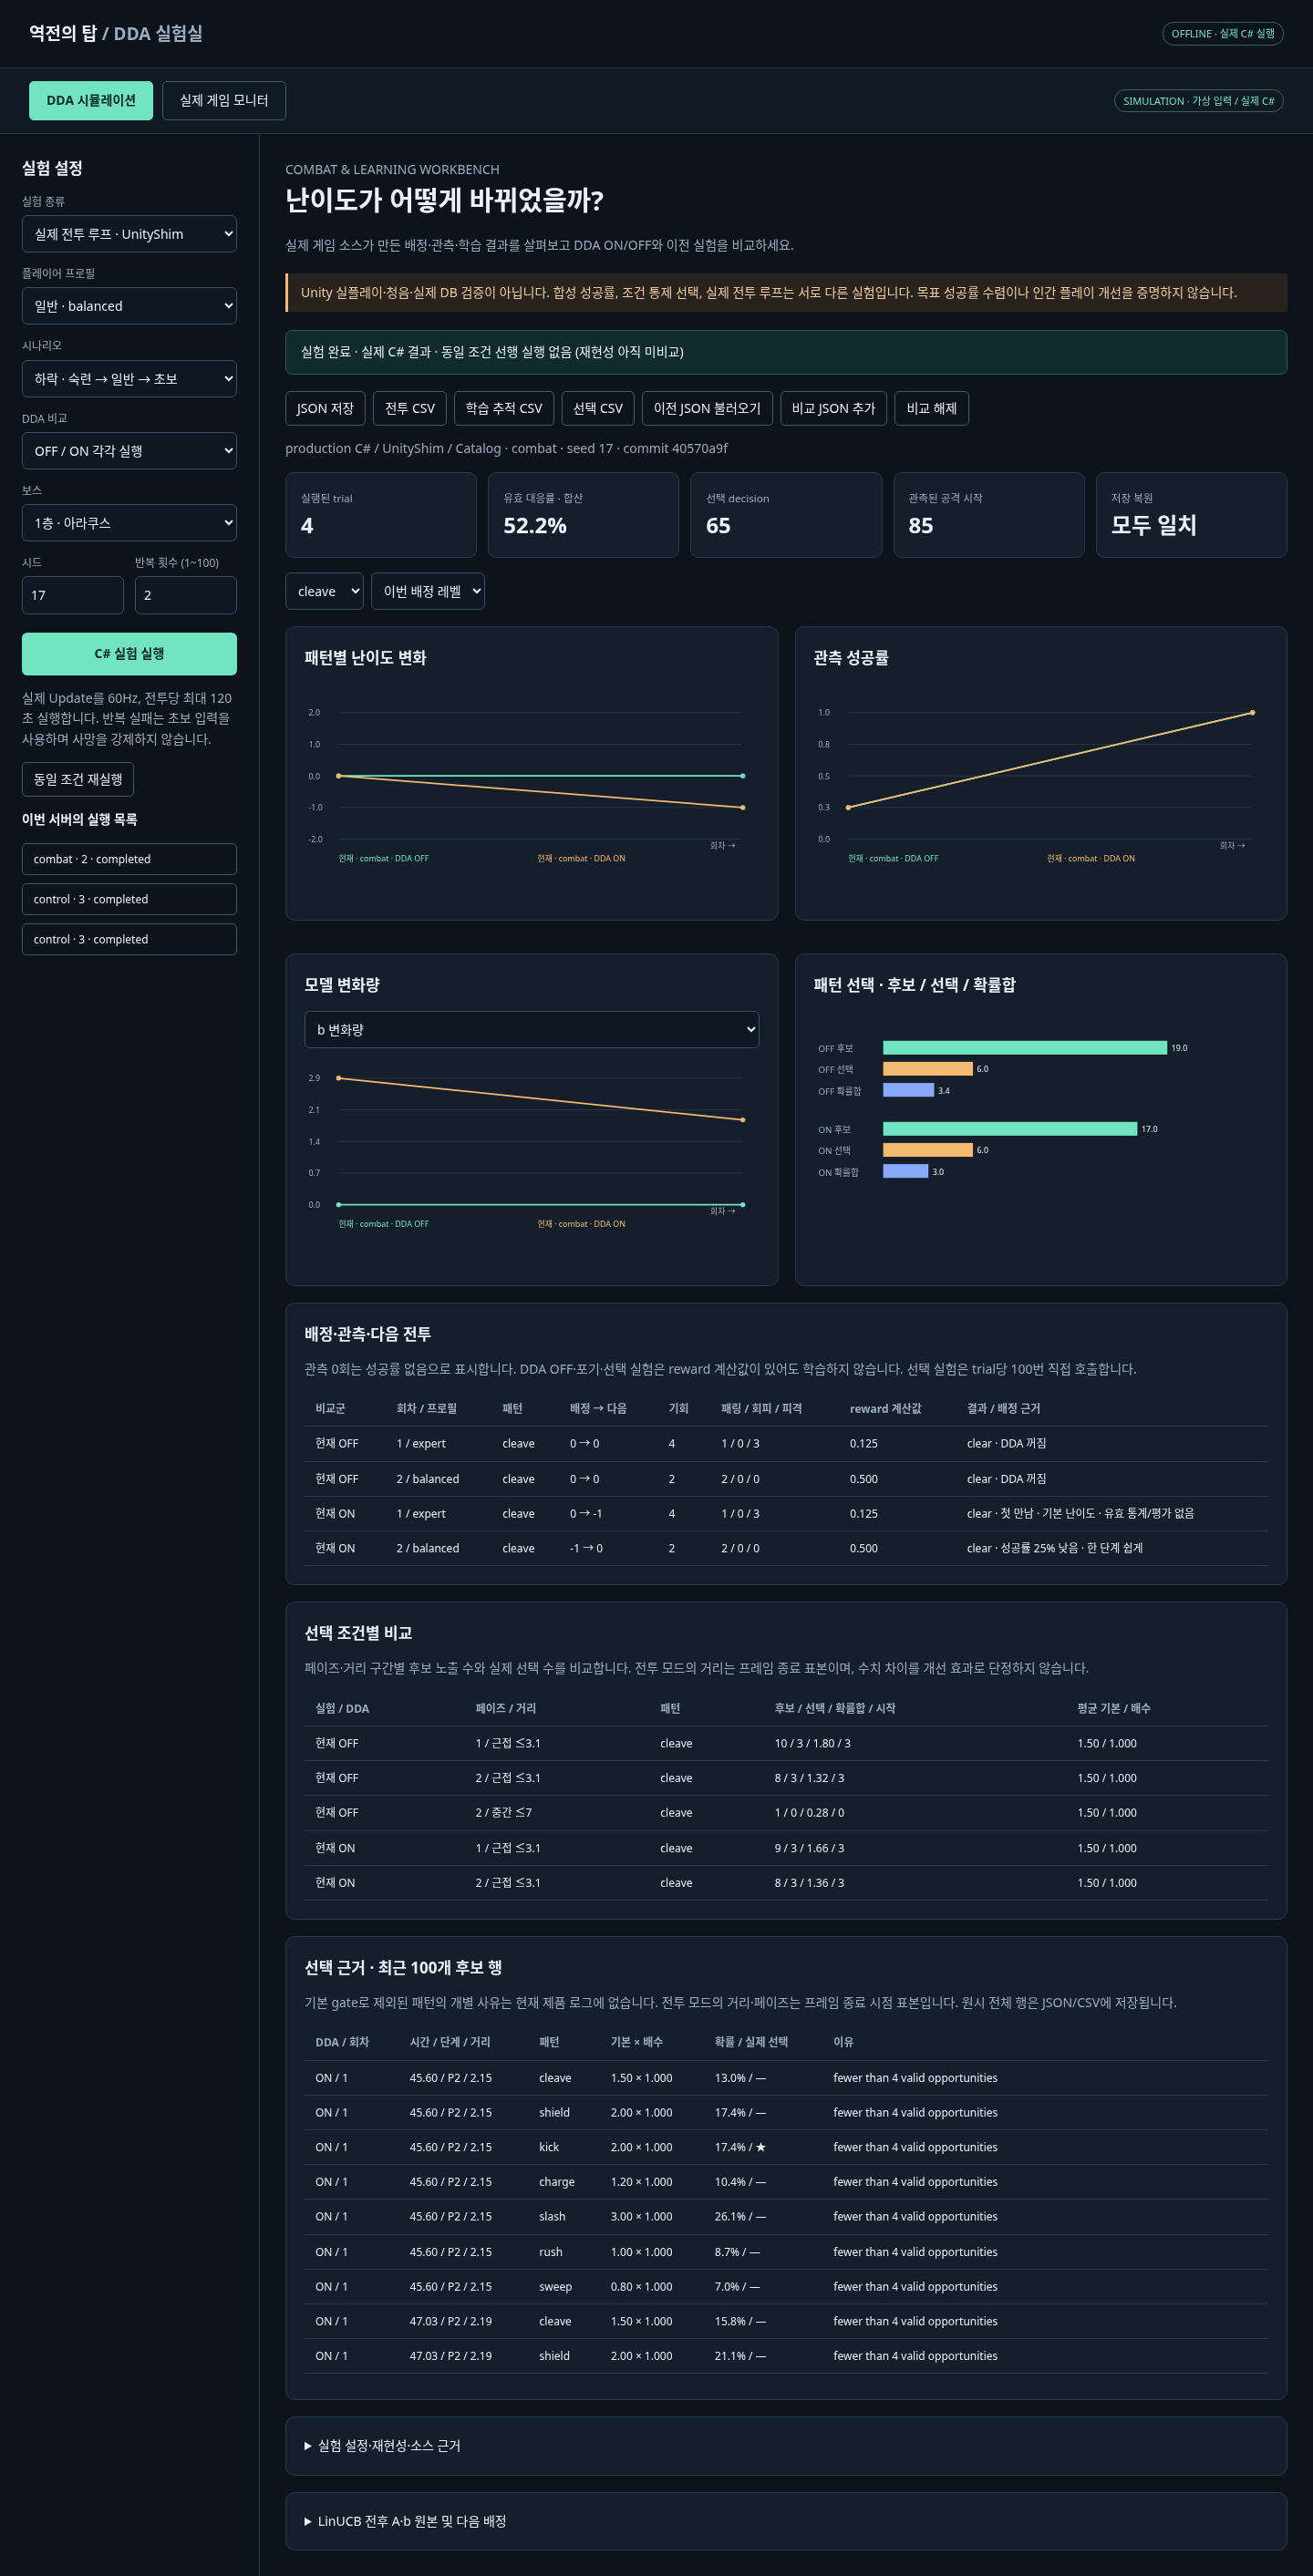 역전의 탑 / DDA 실험실
OFFLINE · 실제 C# 실행
DDA 시뮬레이션
실제 게임 모니터
SIMULATION · 가상 입력 / 실제 C#
실험 설정
실험 종류
실제 전투 루프 · UnityShim
플레이어 프로필
일반 · balanced
시나리오
하락 · 숙련 → 일반 → 초보
DDA 비교
OFF / ON 각각 실행
보스
1층 · 아라쿠스
시드
반복 횟수 (1~100)
17
2
C# 실험 실행
실제 Update를 60Hz, 전투당 최대 120
초 실행합니다. 반복 실패는 초보 입력을
사용하며 사망을 강제하지 않습니다.
동일 조건 재실행
이번 서버의 실행 목록
combat · 2 · completed
control · 3 · completed
control · 3 · completed
COMBAT & LEARNING WORKBENCH
난이도가 어떻게 바뀌었을까?
실제 게임 소스가 만든 배정·관측·학습 결과를 살펴보고 DDA ON/OFF와 이전 실험을 비교하세요.
Unity 실플레이·청음·실제 DB 검증이 아닙니다. 합성 성공률, 조건 통제 선택, 실제 전투 루프는 서로 다른 실험입니다. 목표 성공률 수렴이나 인간 플레이 개선을 증명하지 않습니다.
실험 완료 · 실제 C# 결과 · 동일 조건 선행 실행 없음 (재현성 아직 미비교)
JSON 저장
전투 CSV
학습 추적 CSV
선택 CSV
이전 JSON 불러오기
비교 JSON 추가
비교 해제
production C# / UnityShim / Catalog · combat · seed 17 · commit 40570a9f
실행된 trial
4
유효 대응률 · 합산
52.2%
선택 decision
65
관측된 공격 시작
85
저장 복원
모두 일치
cleave
이번 배정 레벨
패턴별 난이도 변화
2.0
1.0
0.0
-1.0
-2.0
회차 →
현재 · combat · DDA OFF
현재 · combat · DDA ON
관측 성공률
1.0
0.8
0.5
0.3
0.0
회차 →
현재 · combat · DDA OFF
현재 · combat · DDA ON
모델 변화량
b 변화량
2.9
2.1
1.4
0.7
0.0
회차 →
현재 · combat · DDA OFF
현재 · combat · DDA ON
패턴 선택 · 후보 / 선택 / 확률합
OFF 후보 19.0
OFF 선택 6.0
OFF 확률합 3.4
ON 후보 17.0
ON 선택 6.0
ON 확률합 3.0
배정·관측·다음 전투
관측 0회는 성공률 없음으로 표시합니다. DDA OFF·포기·선택 실험은 reward 계산값이 있어도 학습하지 않습니다. 선택 실험은 trial당 100번 직접 호출합니다.
비교군 회차 / 프로필 패턴 배정 → 다음 기회 패링 / 회피 / 피격 reward 계산값 결과 / 배정 근거
현재 OFF 1 / expert cleave 0 → 0 4 1 / 0 / 3 0.125 clear · DDA 꺼짐
현재 OFF 2 / balanced cleave 0 → 0 2 2 / 0 / 0 0.500 clear · DDA 꺼짐
현재 ON 1 / expert cleave 0 → -1 4 1 / 0 / 3 0.125 clear · 첫 만남 · 기본 난이도 · 유효 통계/평가 없음
현재 ON 2 / balanced cleave -1 → 0 2 2 / 0 / 0 0.500 clear · 성공률 25% 낮음 · 한 단계 쉽게
선택 조건별 비교
페이즈·거리 구간별 후보 노출 수와 실제 선택 수를 비교합니다. 전투 모드의 거리는 프레임 종료 표본이며, 수치 차이를 개선 효과로 단정하지 않습니다.
실험 / DDA 페이즈 / 거리 패턴 후보 / 선택 / 확률합 / 시작 평균 기본 / 배수
현재 OFF 1 / 근접 ≤3.1 cleave 10 / 3 / 1.80 / 3 1.50 / 1.000
현재 OFF 2 / 근접 ≤3.1 cleave 8 / 3 / 1.32 / 3 1.50 / 1.000
현재 OFF 2 / 중간 ≤7 cleave 1 / 0 / 0.28 / 0 1.50 / 1.000
현재 ON 1 / 근접 ≤3.1 cleave 9 / 3 / 1.66 / 3 1.50 / 1.000
현재 ON 2 / 근접 ≤3.1 cleave 8 / 3 / 1.36 / 3 1.50 / 1.000
선택 근거 · 최근 100개 후보 행
기본 gate로 제외된 패턴의 개별 사유는 현재 제품 로그에 없습니다. 전투 모드의 거리·페이즈는 프레임 종료 시점 표본입니다. 원시 전체 행은 JSON/CSV에 저장됩니다.
DDA / 회차 시간 / 단계 / 거리 패턴 기본 × 배수 확률 / 실제 선택 이유
ON / 1 45.60 / P2 / 2.15 cleave 1.50 × 1.000 13.0% / — fewer than 4 valid opportunities
ON / 1 45.60 / P2 / 2.15 shield 2.00 × 1.000 17.4% / — fewer than 4 valid opportunities
ON / 1 45.60 / P2 / 2.15 kick 2.00 × 1.000 17.4% / ★ fewer than 4 valid opportunities
ON / 1 45.60 / P2 / 2.15 charge 1.20 × 1.000 10.4% / — fewer than 4 valid opportunities
ON / 1 45.60 / P2 / 2.15 slash 3.00 × 1.000 26.1% / — fewer than 4 valid opportunities
ON / 1 45.60 / P2 / 2.15 rush 1.00 × 1.000 8.7% / — fewer than 4 valid opportunities
ON / 1 45.60 / P2 / 2.15 sweep 0.80 × 1.000 7.0% / — fewer than 4 valid opportunities
ON / 1 47.03 / P2 / 2.19 cleave 1.50 × 1.000 15.8% / — fewer than 4 valid opportunities
ON / 1 47.03 / P2 / 2.19 shield 2.00 × 1.000 21.1% / — fewer than 4 valid opportunities
▶ 실험 설정·재현성·소스 근거
▶ LinUCB 전후 A·b 원본 및 다음 배정